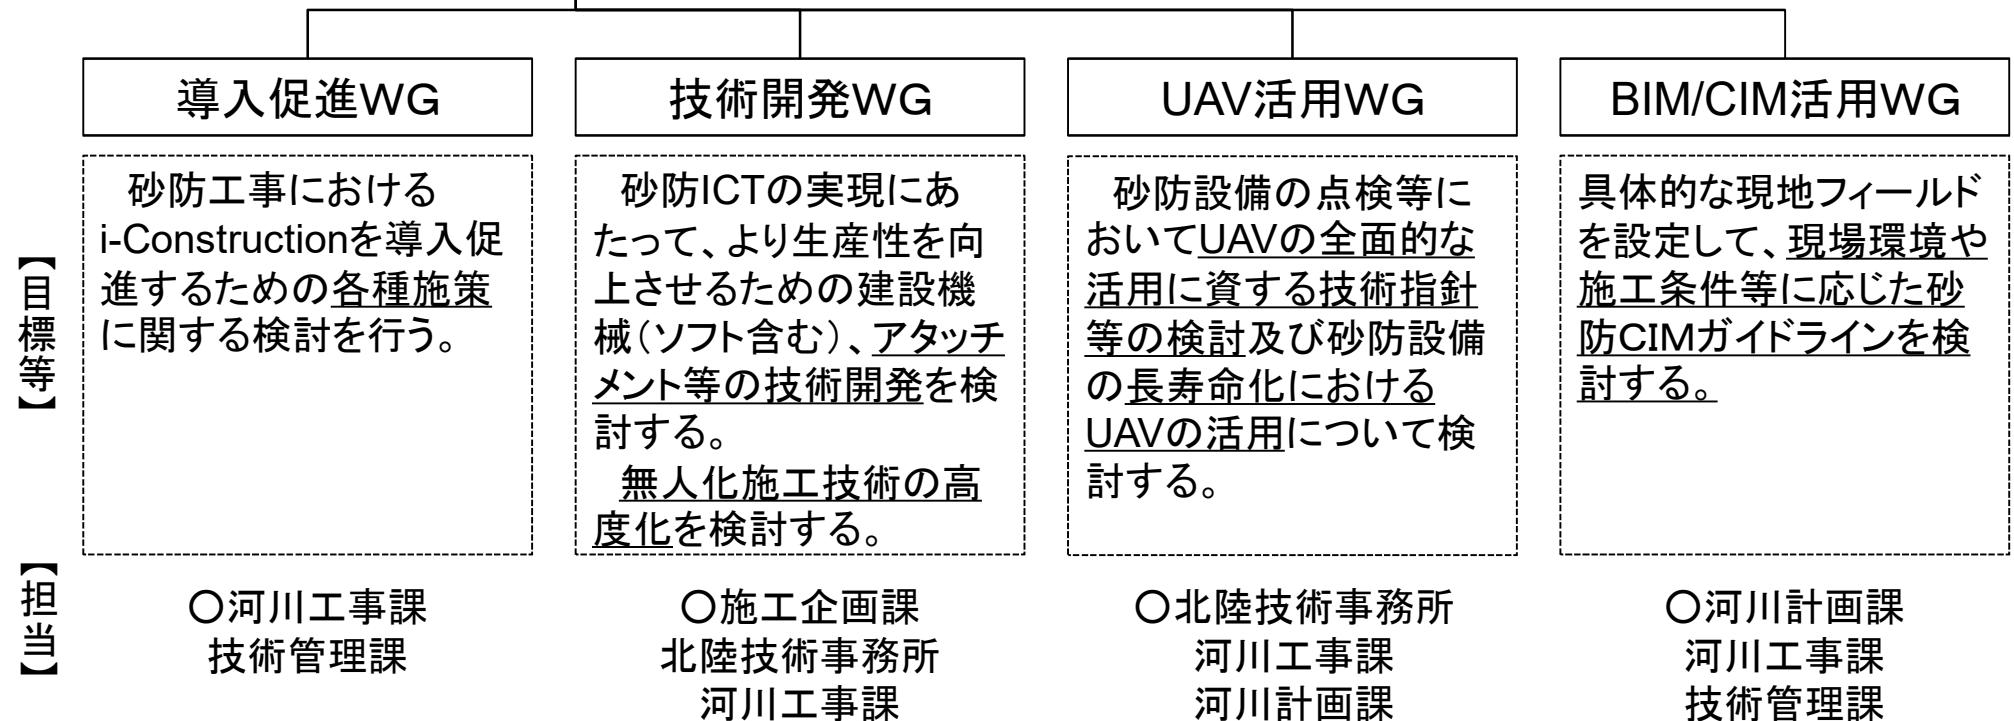 導入促進WG
技術開発WG
UAV活用WG
BIM/CIM活用WG
【目標等】
砂防工事における
i-Constructionを導入促
進するための各種施策
に関する検討を行う。
砂防ICTの実現にあ
たって、より生産性を向
上させるための建設機
械（ソフト含む）、アタッチ
メント等の技術開発を検
討する。
無人化施工技術の高
度化を検討する。
砂防設備の点検等に
おいてUAVの全面的な
活用に資する技術指針
等の検討及び砂防設備
の長寿命化における
UAVの活用について検
討する。
具体的な現地フィールド
を設定して、現場環境や
施工条件等に応じた砂
防CIMガイドラインを検
討する。
【担当】
〇河川工事課
技術管理課
〇施工企画課
北陸技術事務所
河川工事課
〇北陸技術事務所
河川工事課
河川計画課
〇河川計画課
河川工事課
技術管理課